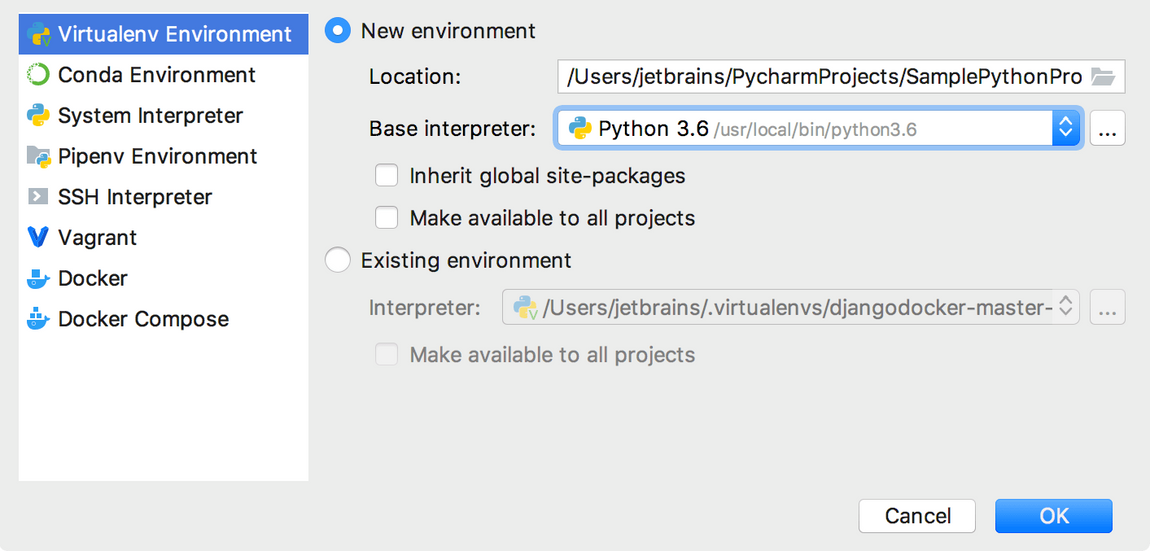 Virtualenv Environment
Conda Environment
System Interpreter
Pipenv Environment
SSH Interpreter
Vagrant
Docker
Docker Compose
New environment
Location: /Users/jetbrains/PycharmProjects/SamplePythonPro
Base interpreter: Python 3.6 /usr/local/bin/python3.6 ...
Inherit global site-packages
Make available to all projects
Existing environment
Interpreter: /Users/jetbrains/.virtualenvs/djangodocker-master- ...
Make available to all projects
Cancel OK